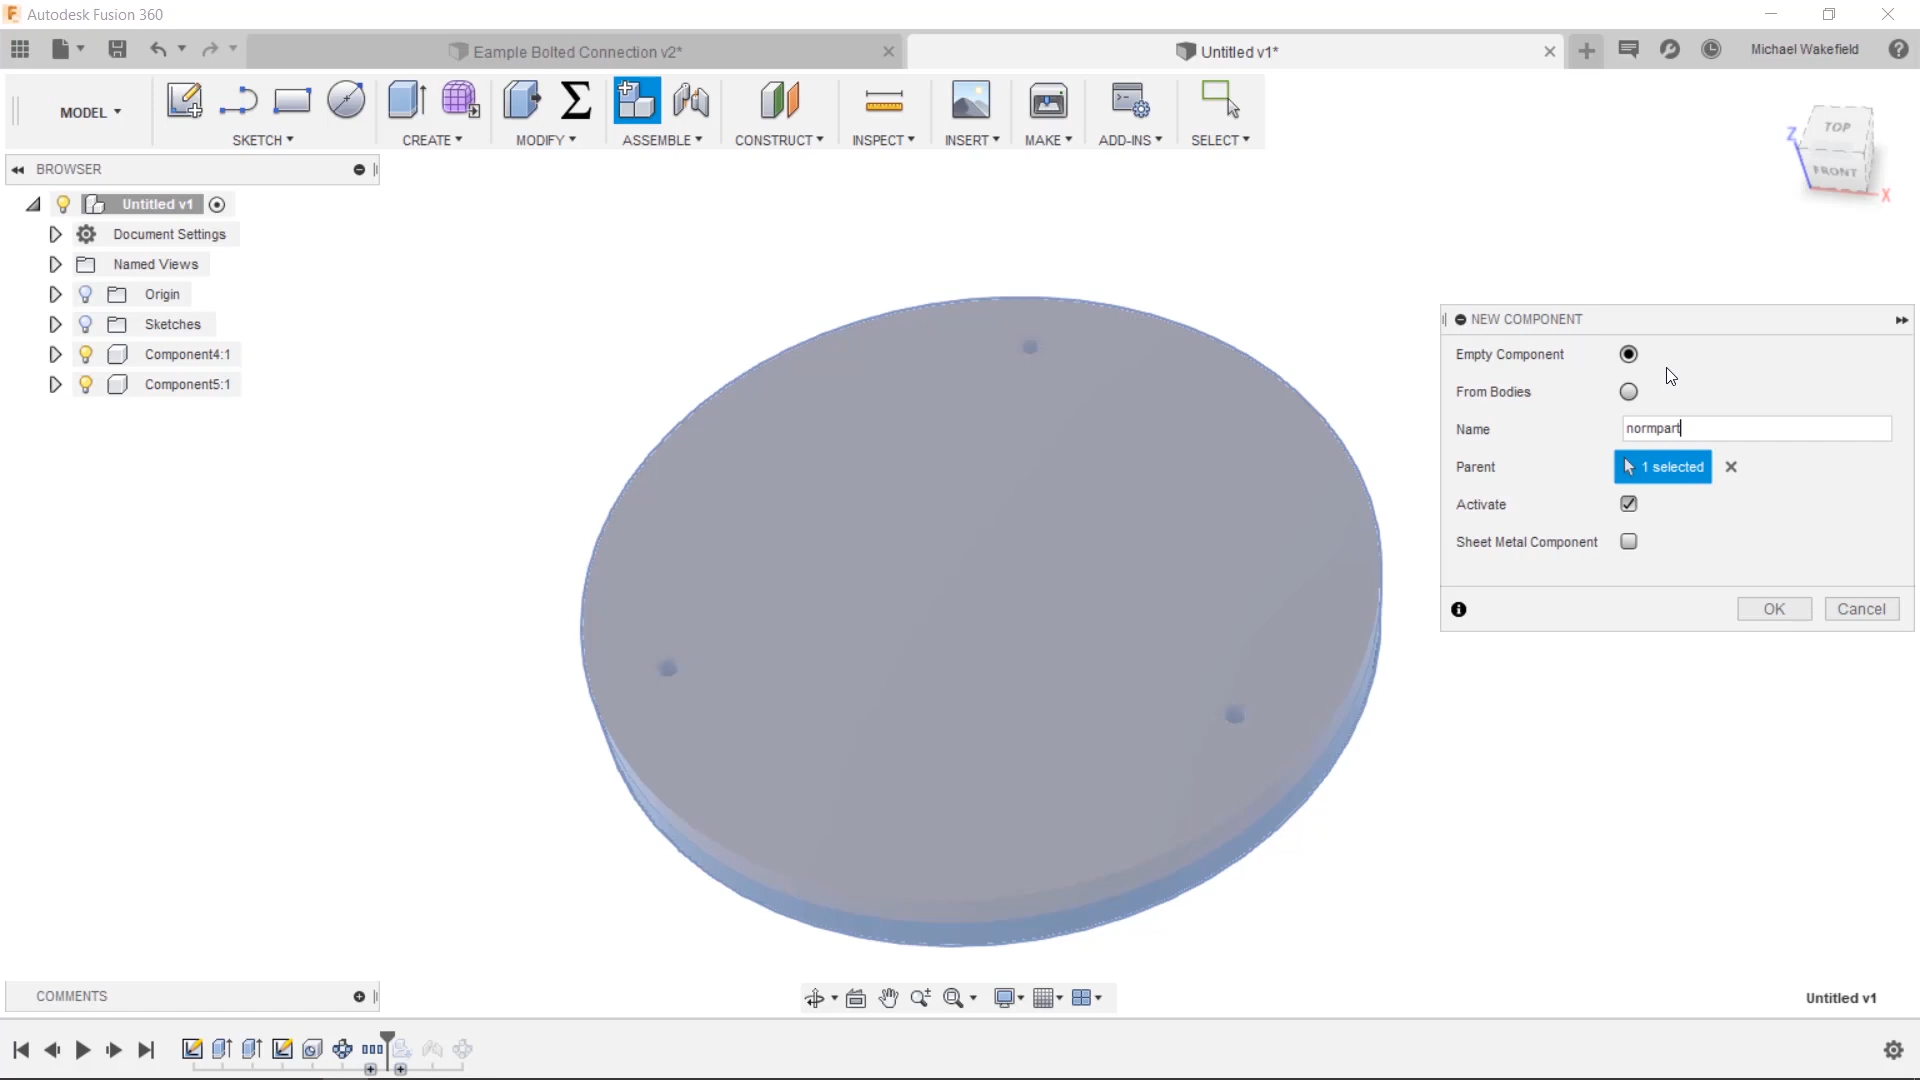 Autodesk Fusion 360
Eample Bolted Connection v2*
Untitled v1*
Michael Wakefield
MODEL
SKETCH
CREATE
MODIFY
ASSEMBLE
CONSTRUCT
INSPECT
INSERT
MAKE
ADD-INS
SELECT
TOP
FRONT
Z
X
BROWSER
Untitled v1
Document Settings
Named Views
Origin
Sketches
Component4:1
Component5:1
NEW COMPONENT
Empty Component
From Bodies
Name normpart
Parent 1 selected
Activate
Sheet Metal Component
OK Cancel
COMMENTS
Untitled v1